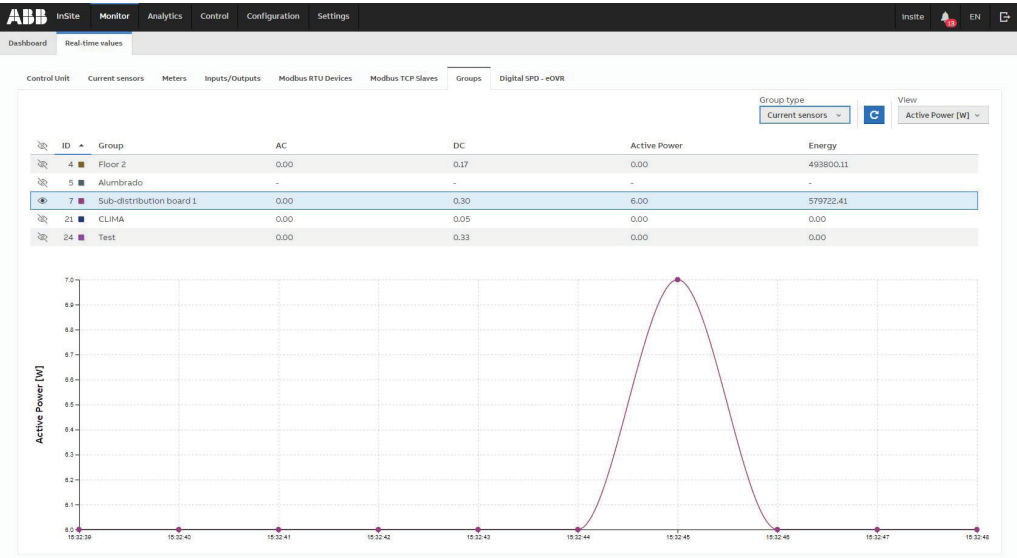 ABB InSite Monitor Analytics Control Configuration Settings Insite 13 EN
Dashboard Real-time values
Control Unit Current sensors Meters Inputs/Outputs Modbus RTU Devices Modbus TCP Slaves Groups Digital SPD - eOVR
Group type View
Current sensors Active Power [W]
ID Group AC DC Active Power Energy
4 Floor 2 0.00 0.17 0.00 493800.11
5 Alumbrado - - - -
7 Sub-distribution board 1 0.00 0.30 6.00 579722.41
21 CLIMA 0.00 0.05 0.00 0.00
24 Test 0.00 0.33 0.00 0.00
Active Power [W]
7.0
6.9
6.8
6.7
6.6
6.5
6.4
6.3
6.2
6.1
6.0
15:32:39 15:32:40 15:32:41 15:32:42 15:32:43 15:32:44 15:32:45 15:32:46 15:32:47 15:32:48